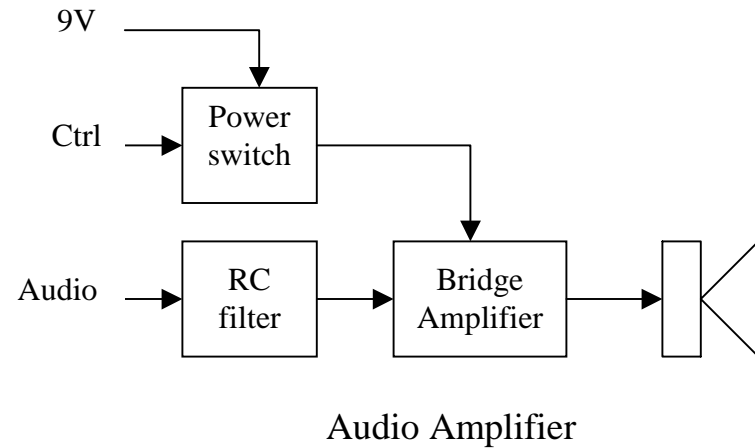 9V
Ctrl
Power
switch
Audio
RC
filter
Bridge
Amplifier
Audio Amplifier